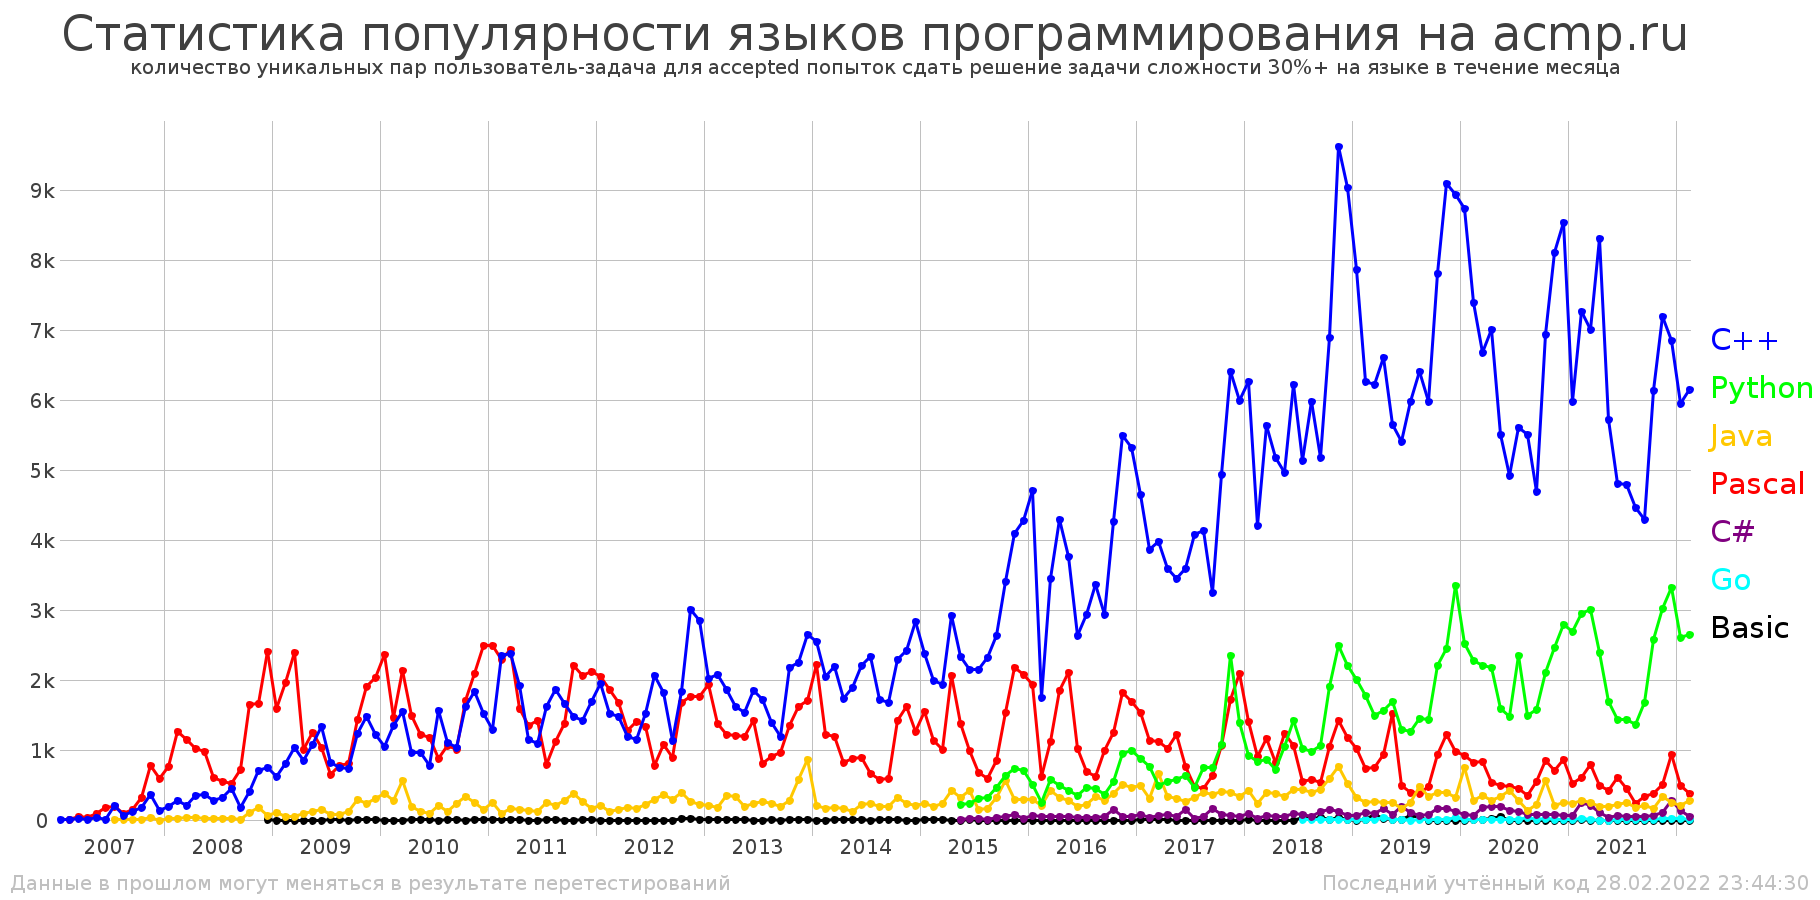 Статистика популярности языков программирования на acmp.ru
количество уникальных пар пользователь-задача для accepted попыток сдать решение задачи сложности 30%+ на языке в течение месяца
9k
8k
7k
6k
5k
4k
3k
2k
1k
0
C++
Python
Java
Pascal
C#
Go
Basic
2007 2008 2009 2010 2011 2012 2013 2014 2015 2016 2017 2018 2019 2020 2021
Данные в прошлом могут меняться в результате перетестирований
Последний учтённый код 28.02.2022 23:44:30